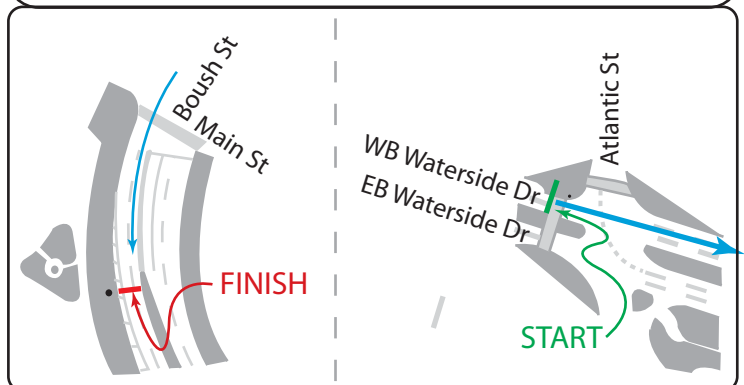 Boush St
Main St
FINISH
Atlantic St
WB Waterside Dr
EB Waterside Dr
START